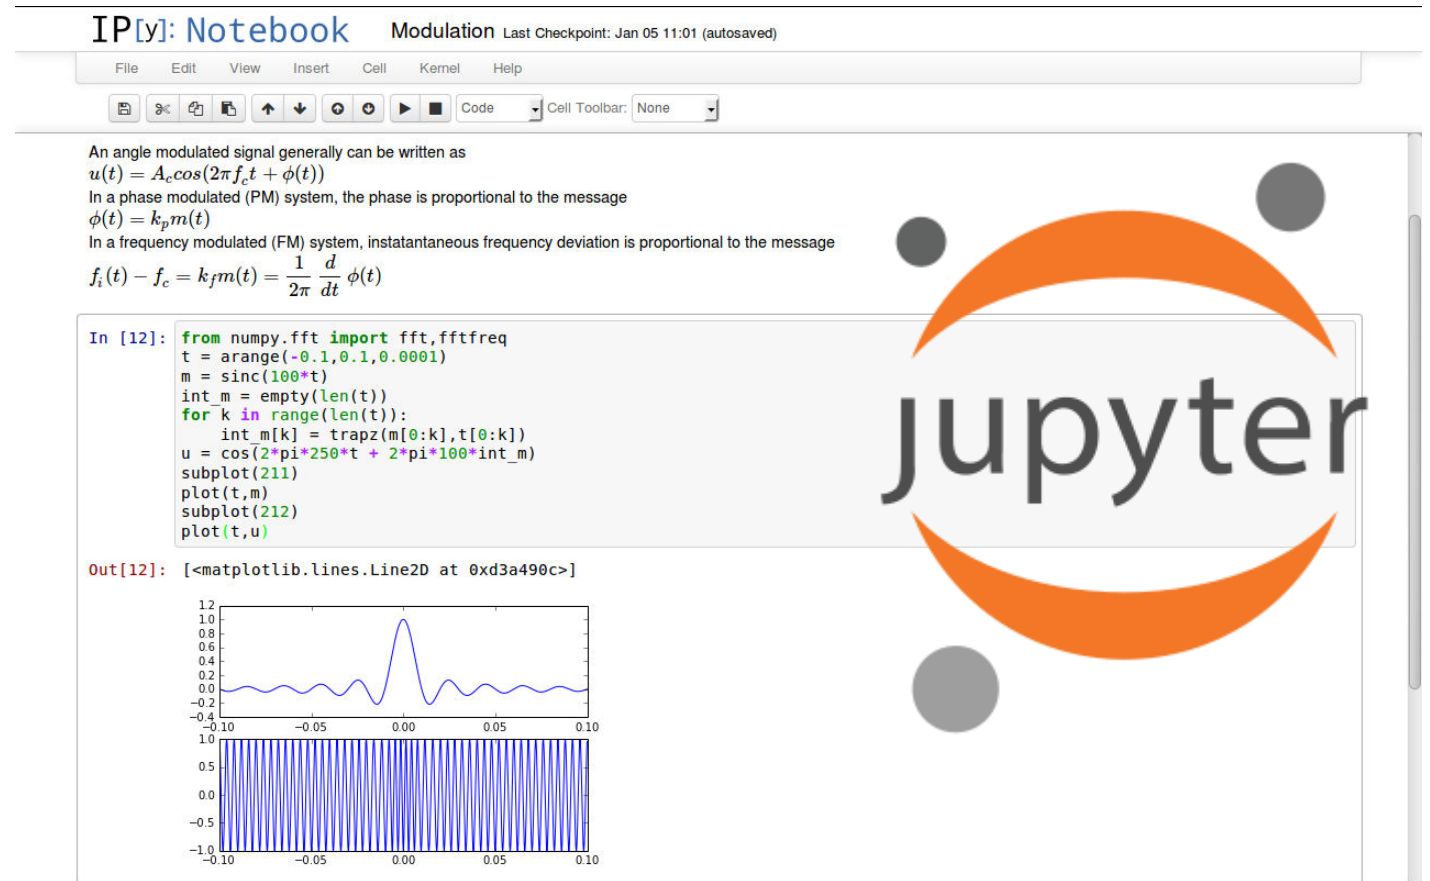 IP[y]: Notebook Modulation Last Checkpoint: Jan 05 11:01 (autosaved)
File Edit View Insert Cell Kernel Help
Code Cell Toolbar: None
An angle modulated signal generally can be written as
u(t) = A_c cos(2πf_c t + ϕ(t))
In a phase modulated (PM) system, the phase is proportional to the message
ϕ(t) = k_p m(t)
In a frequency modulated (FM) system, instatantaneous frequency deviation is proportional to the message
f_i(t) − f_c = k_f m(t) = 1/2π d/dt ϕ(t)
In [12]: from numpy.fft import fft,fftfreq
t = arange(-0.1,0.1,0.0001)
m = sinc(100*t)
int_m = empty(len(t))
for k in range(len(t)):
    int_m[k] = trapz(m[0:k],t[0:k])
u = cos(2*pi*250*t + 2*pi*100*int_m)
subplot(211)
plot(t,m)
subplot(212)
plot(t,u)
jupyter
Out[12]: [<matplotlib.lines.Line2D at 0xd3a490c>]
1.2
1.0
0.8
0.6
0.4
0.2
0.0
−0.2
−0.4
−0.10 −0.05 0.00 0.05 0.10
1.0
0.5
0.0
−0.5
−1.0
−0.10 −0.05 0.00 0.05 0.10